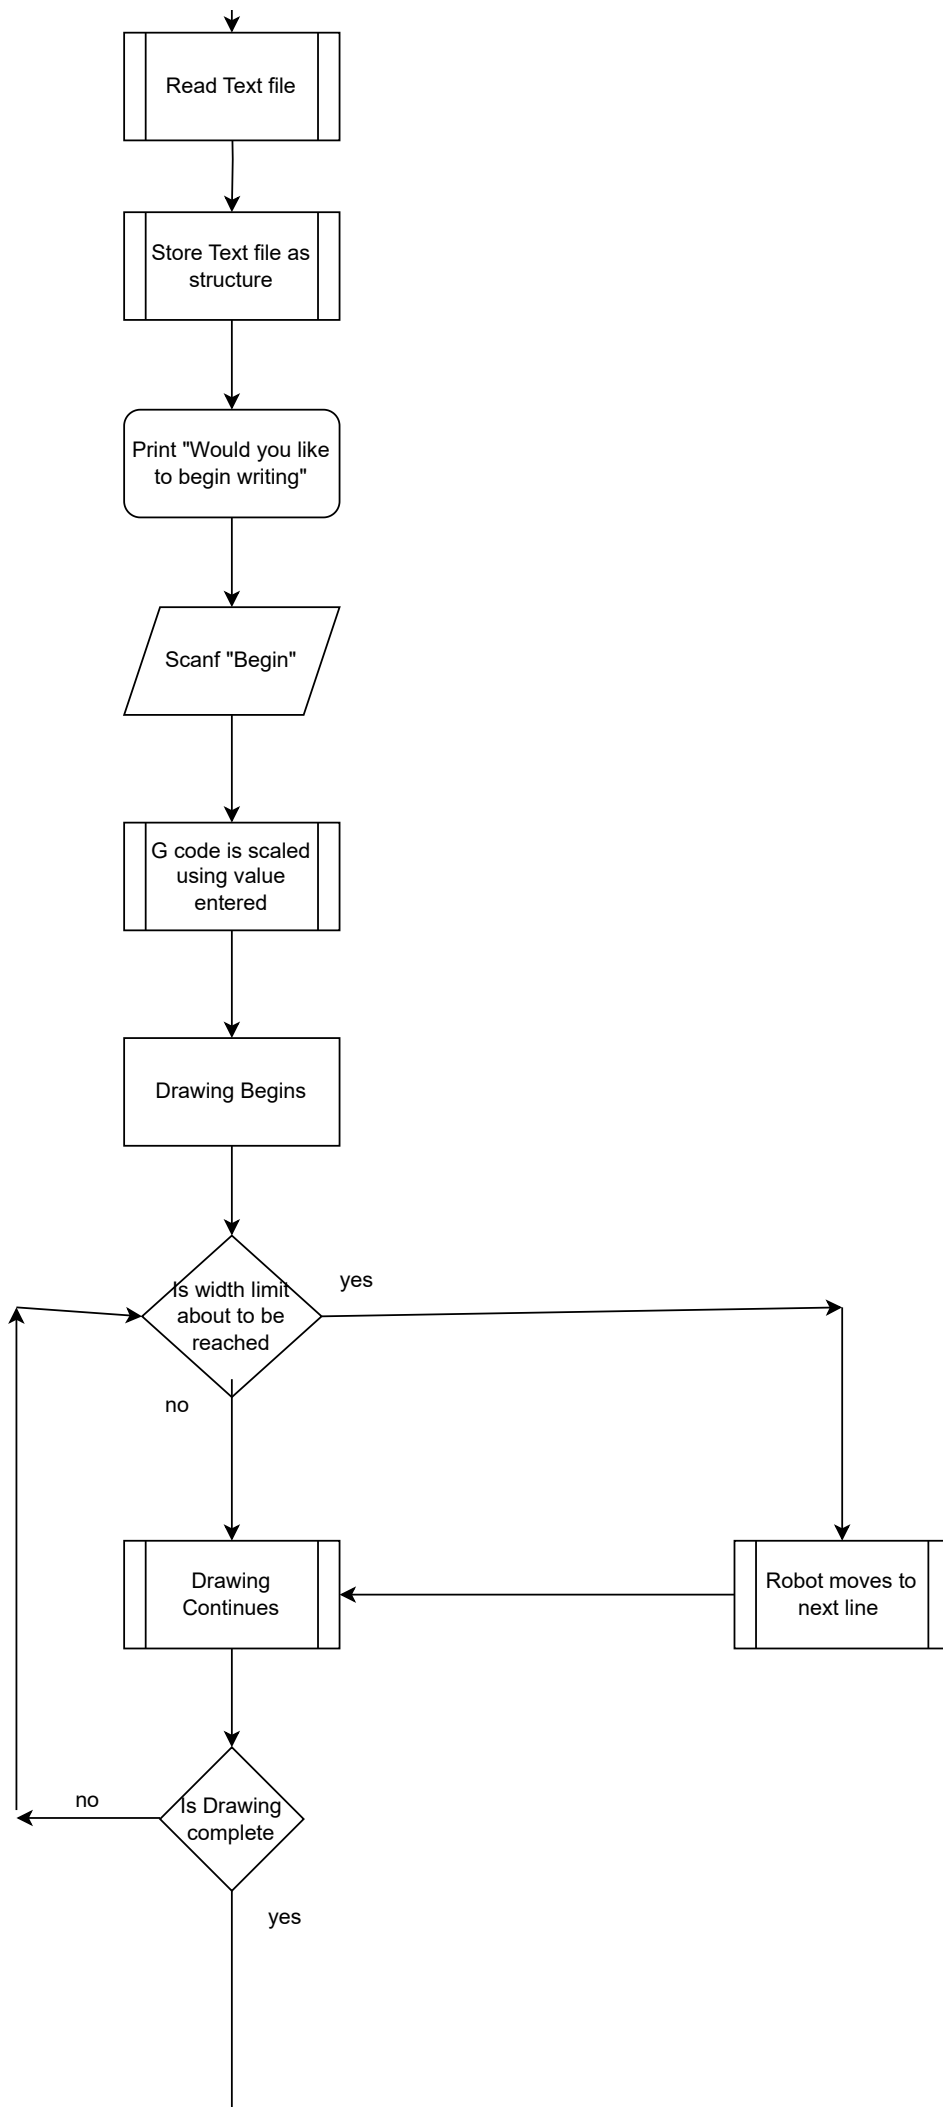 Read Text file
Store Text file as
structure
Print "Would you like
to begin writing"
Scanf "Begin"
G code is scaled
using value
entered
Drawing Begins
Is width limit
about to be
reached
yes
no
Drawing
Continues
Robot moves to
next line
Is Drawing
complete
no
yes